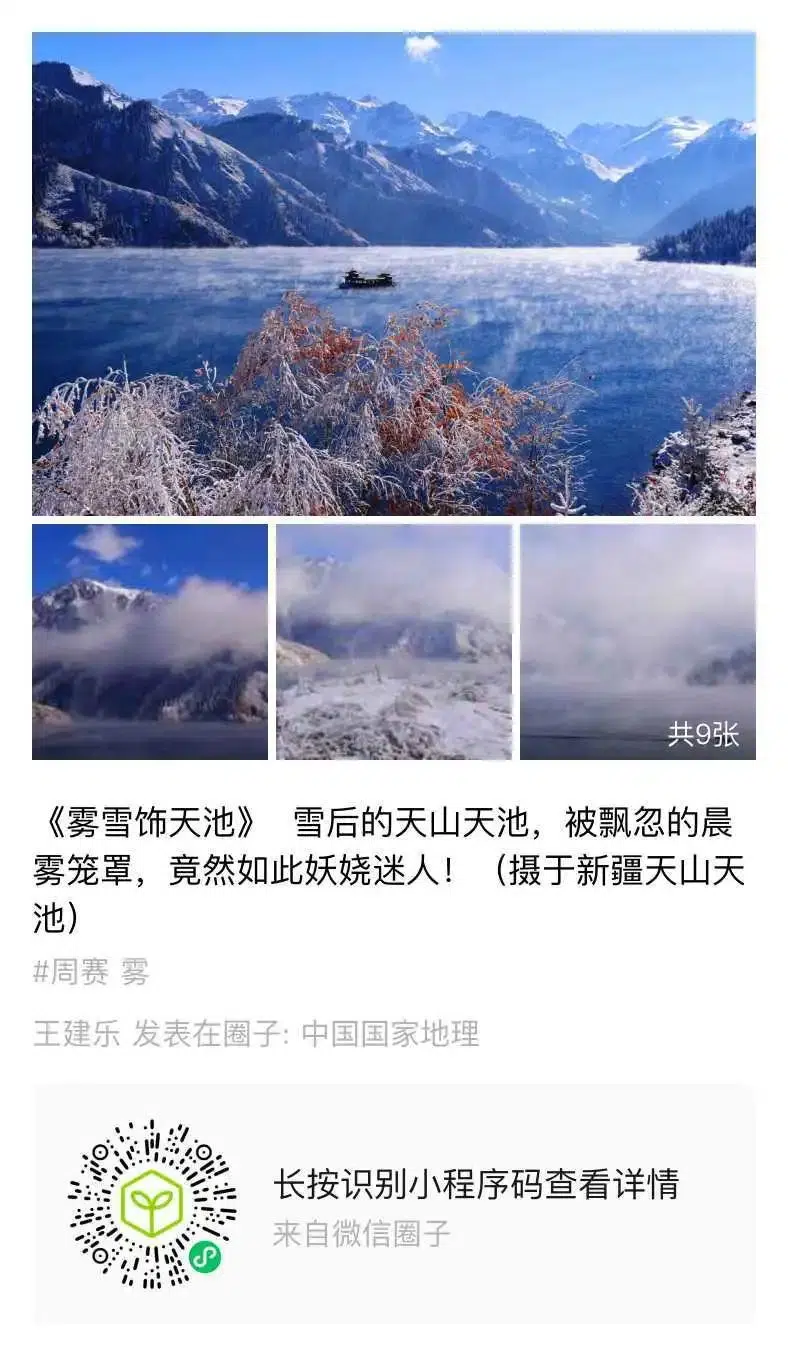 共9张
《雾雪饰天池》 雪后的天山天池，被飘忽的晨
雾笼罩，竟然如此妖娆迷人！（摄于新疆天山天
池）
#周赛 雾
王建乐 发表在圈子: 中国国家地理
长按识别小程序码查看详情
来自微信圈子